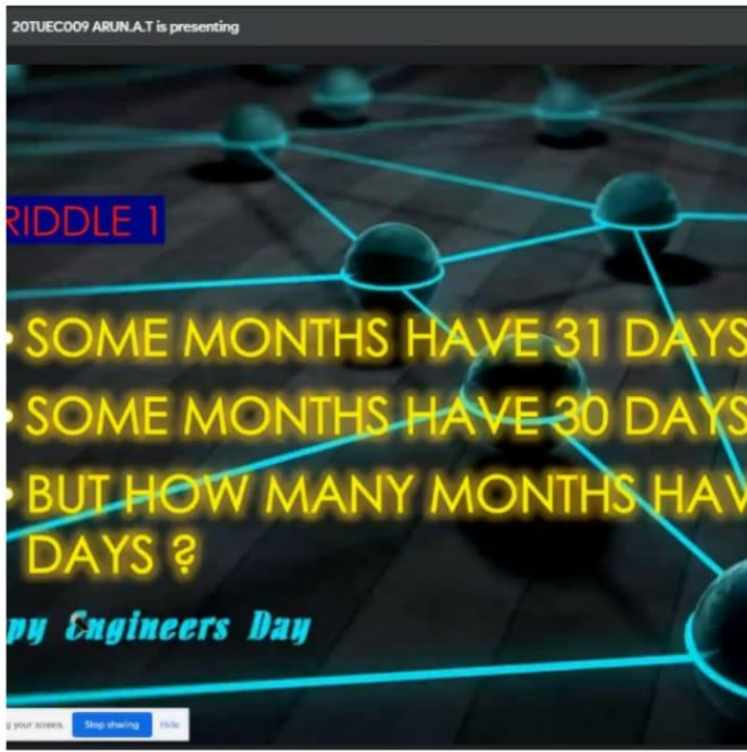 20TUEC009 ARUN.A.T is presenting
RIDDLE 1
• SOME MONTHS HAVE 31 DAYS
• SOME MONTHS HAVE 30 DAYS
• BUT HOW MANY MONTHS HAV
DAYS ?
py Engineers Day
g your screen. Stop sharing Hide